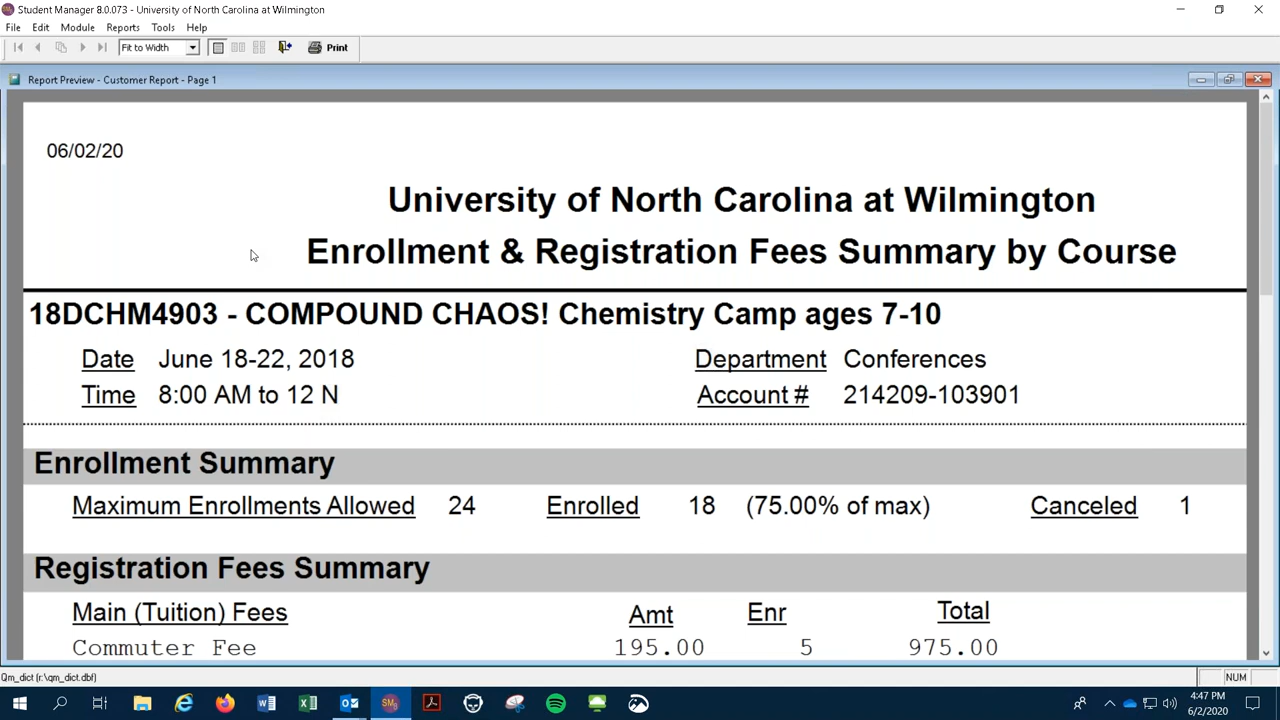 Student Manager 8.0.073 - University of North Carolina at Wilmington
File Edit Module Reports Tools Help
Fit to Width Print
Report Preview - Customer Report - Page 1
06/02/20
University of North Carolina at Wilmington
Enrollment & Registration Fees Summary by Course
18DCHM4903 - COMPOUND CHAOS! Chemistry Camp ages 7-10
Date June 18-22, 2018 Department Conferences
Time 8:00 AM to 12 N Account # 214209-103901
Enrollment Summary
Maximum Enrollments Allowed 24 Enrolled 18 (75.00% of max) Canceled 1
Registration Fees Summary
Main (Tuition) Fees Amt Enr Total
Commuter Fee 195.00 5 975.00
Qm_dict (r:\qm_dict.dbf) NUM
4:47 PM
6/2/2020